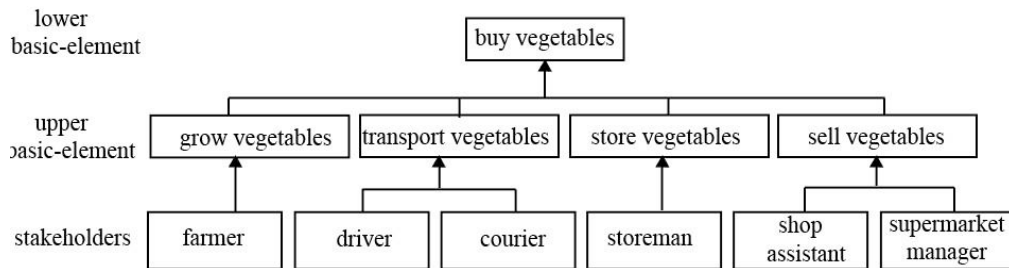 lower
basic-element
buy vegetables
upper
basic-element
grow vegetables
transport vegetables
store vegetables
sell vegetables
stakeholders
farmer
driver
courier
storeman
shop
assistant
supermarket
manager